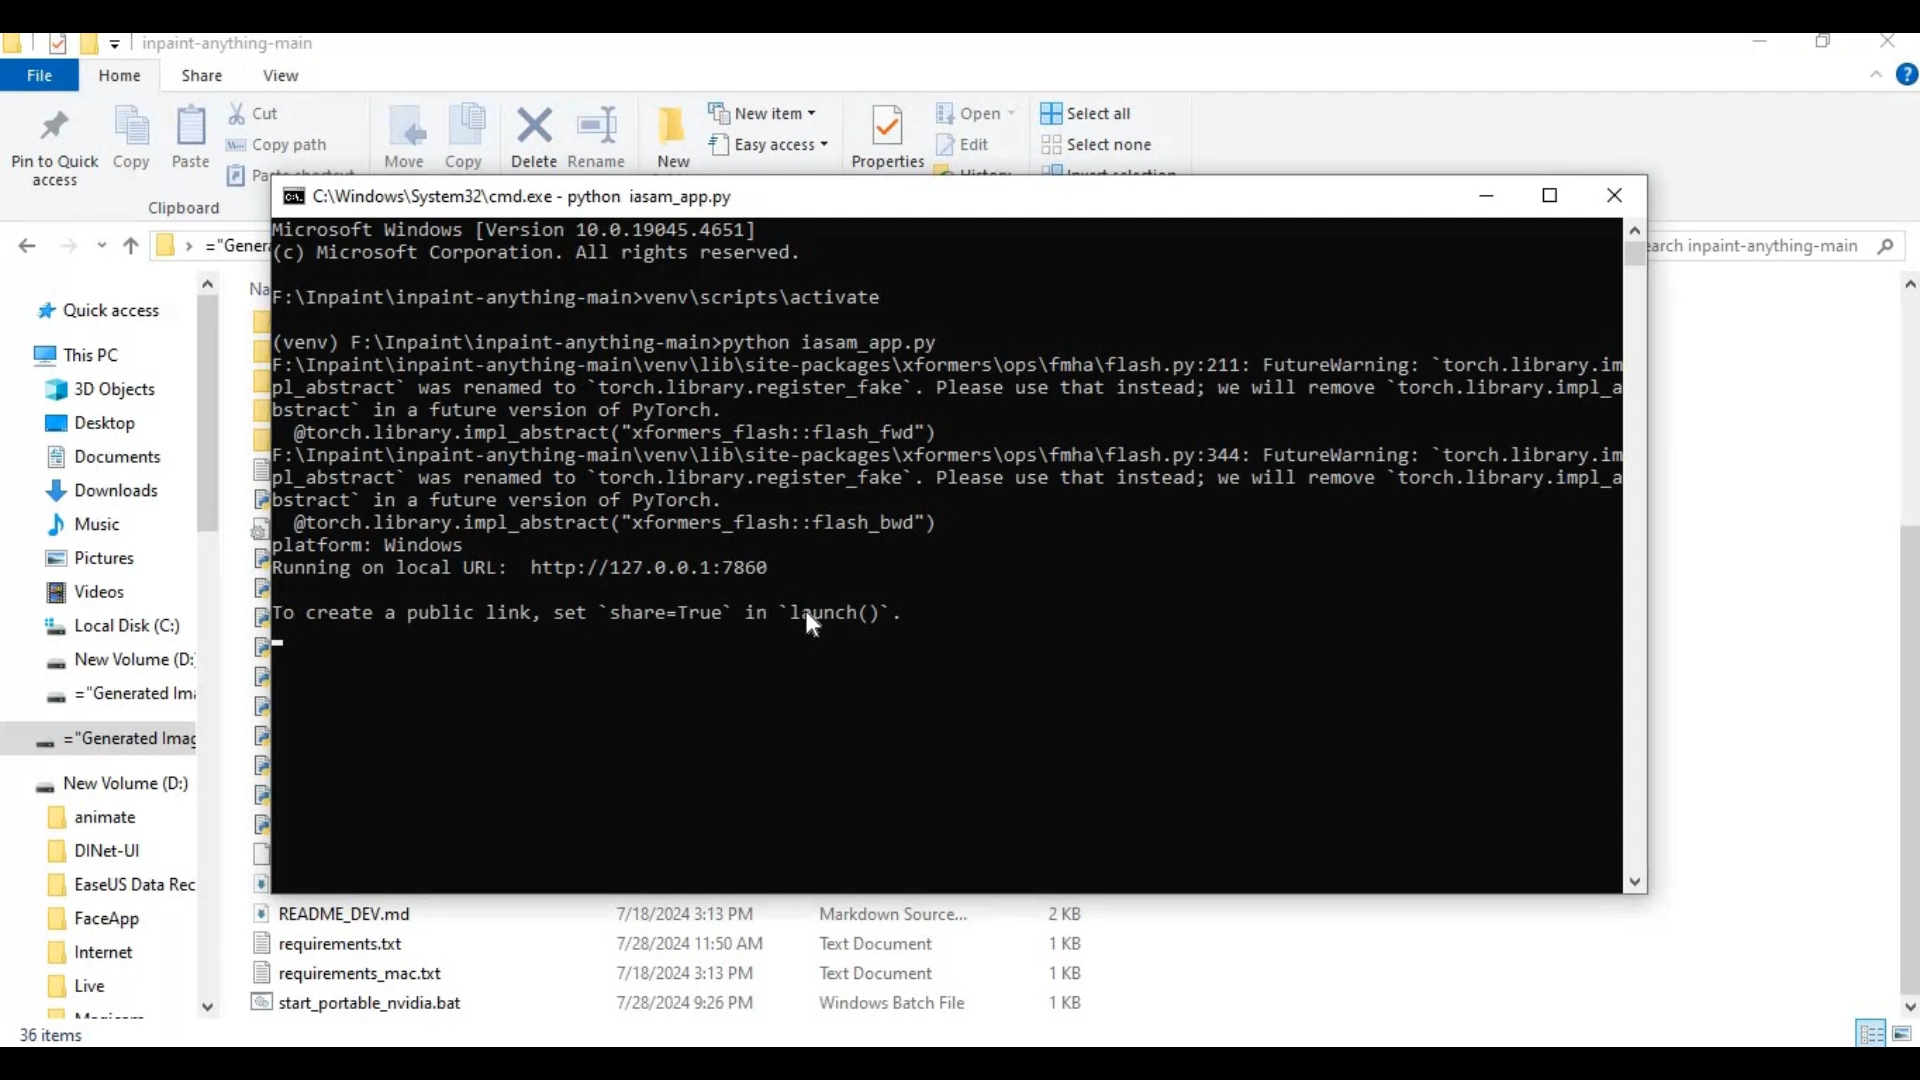 inpaint-anything-main
File Home Share View
Pin to Quick access
Copy
Paste
Cut
Copy path
Clipboard
Move
Copy
Delete
Rename
New
New item
Easy access
Properties
Open
Edit
Select all
Select none
="Genera
earch inpaint-anything-main
C:\Windows\System32\cmd.exe - python  iasam_app.py
Microsoft Windows [Version 10.0.19045.4651]
(c) Microsoft Corporation. All rights reserved.
F:\Inpaint\inpaint-anything-main>venv\scripts\activate
(venv) F:\Inpaint\inpaint-anything-main>python iasam_app.py
F:\Inpaint\inpaint-anything-main\venv\lib\site-packages\xformers\ops\fmha\flash.py:211: FutureWarning: `torch.library.im
pl_abstract` was renamed to `torch.library.register_fake`. Please use that instead; we will remove `torch.library.impl_a
bstract` in a future version of PyTorch.
@torch.library.impl_abstract("xformers_flash::flash_fwd")
F:\Inpaint\inpaint-anything-main\venv\lib\site-packages\xformers\ops\fmha\flash.py:344: FutureWarning: `torch.library.im
pl_abstract` was renamed to `torch.library.register_fake`. Please use that instead; we will remove `torch.library.impl_a
bstract` in a future version of PyTorch.
@torch.library.impl_abstract("xformers_flash::flash_bwd")
platform: Windows
Running on local URL:  http://127.0.0.1:7860
To create a public link, set `share=True` in `launch()`.
Quick access
This PC
3D Objects
Desktop
Documents
Downloads
Music
Pictures
Videos
Local Disk (C:)
New Volume (D:
="Generated Ima
="Generated Imag
New Volume (D:)
animate
DINet-UI
EaseUS Data Rec
FaceApp
Internet
Live
Na
README_DEV.md 7/18/2024 3:13 PM Markdown Source... 2 KB
requirements.txt 7/28/2024 11:50 AM Text Document 1 KB
requirements_mac.txt 7/18/2024 3:13 PM Text Document 1 KB
start_portable_nvidia.bat 7/28/2024 9:26 PM Windows Batch File 1 KB
36 items